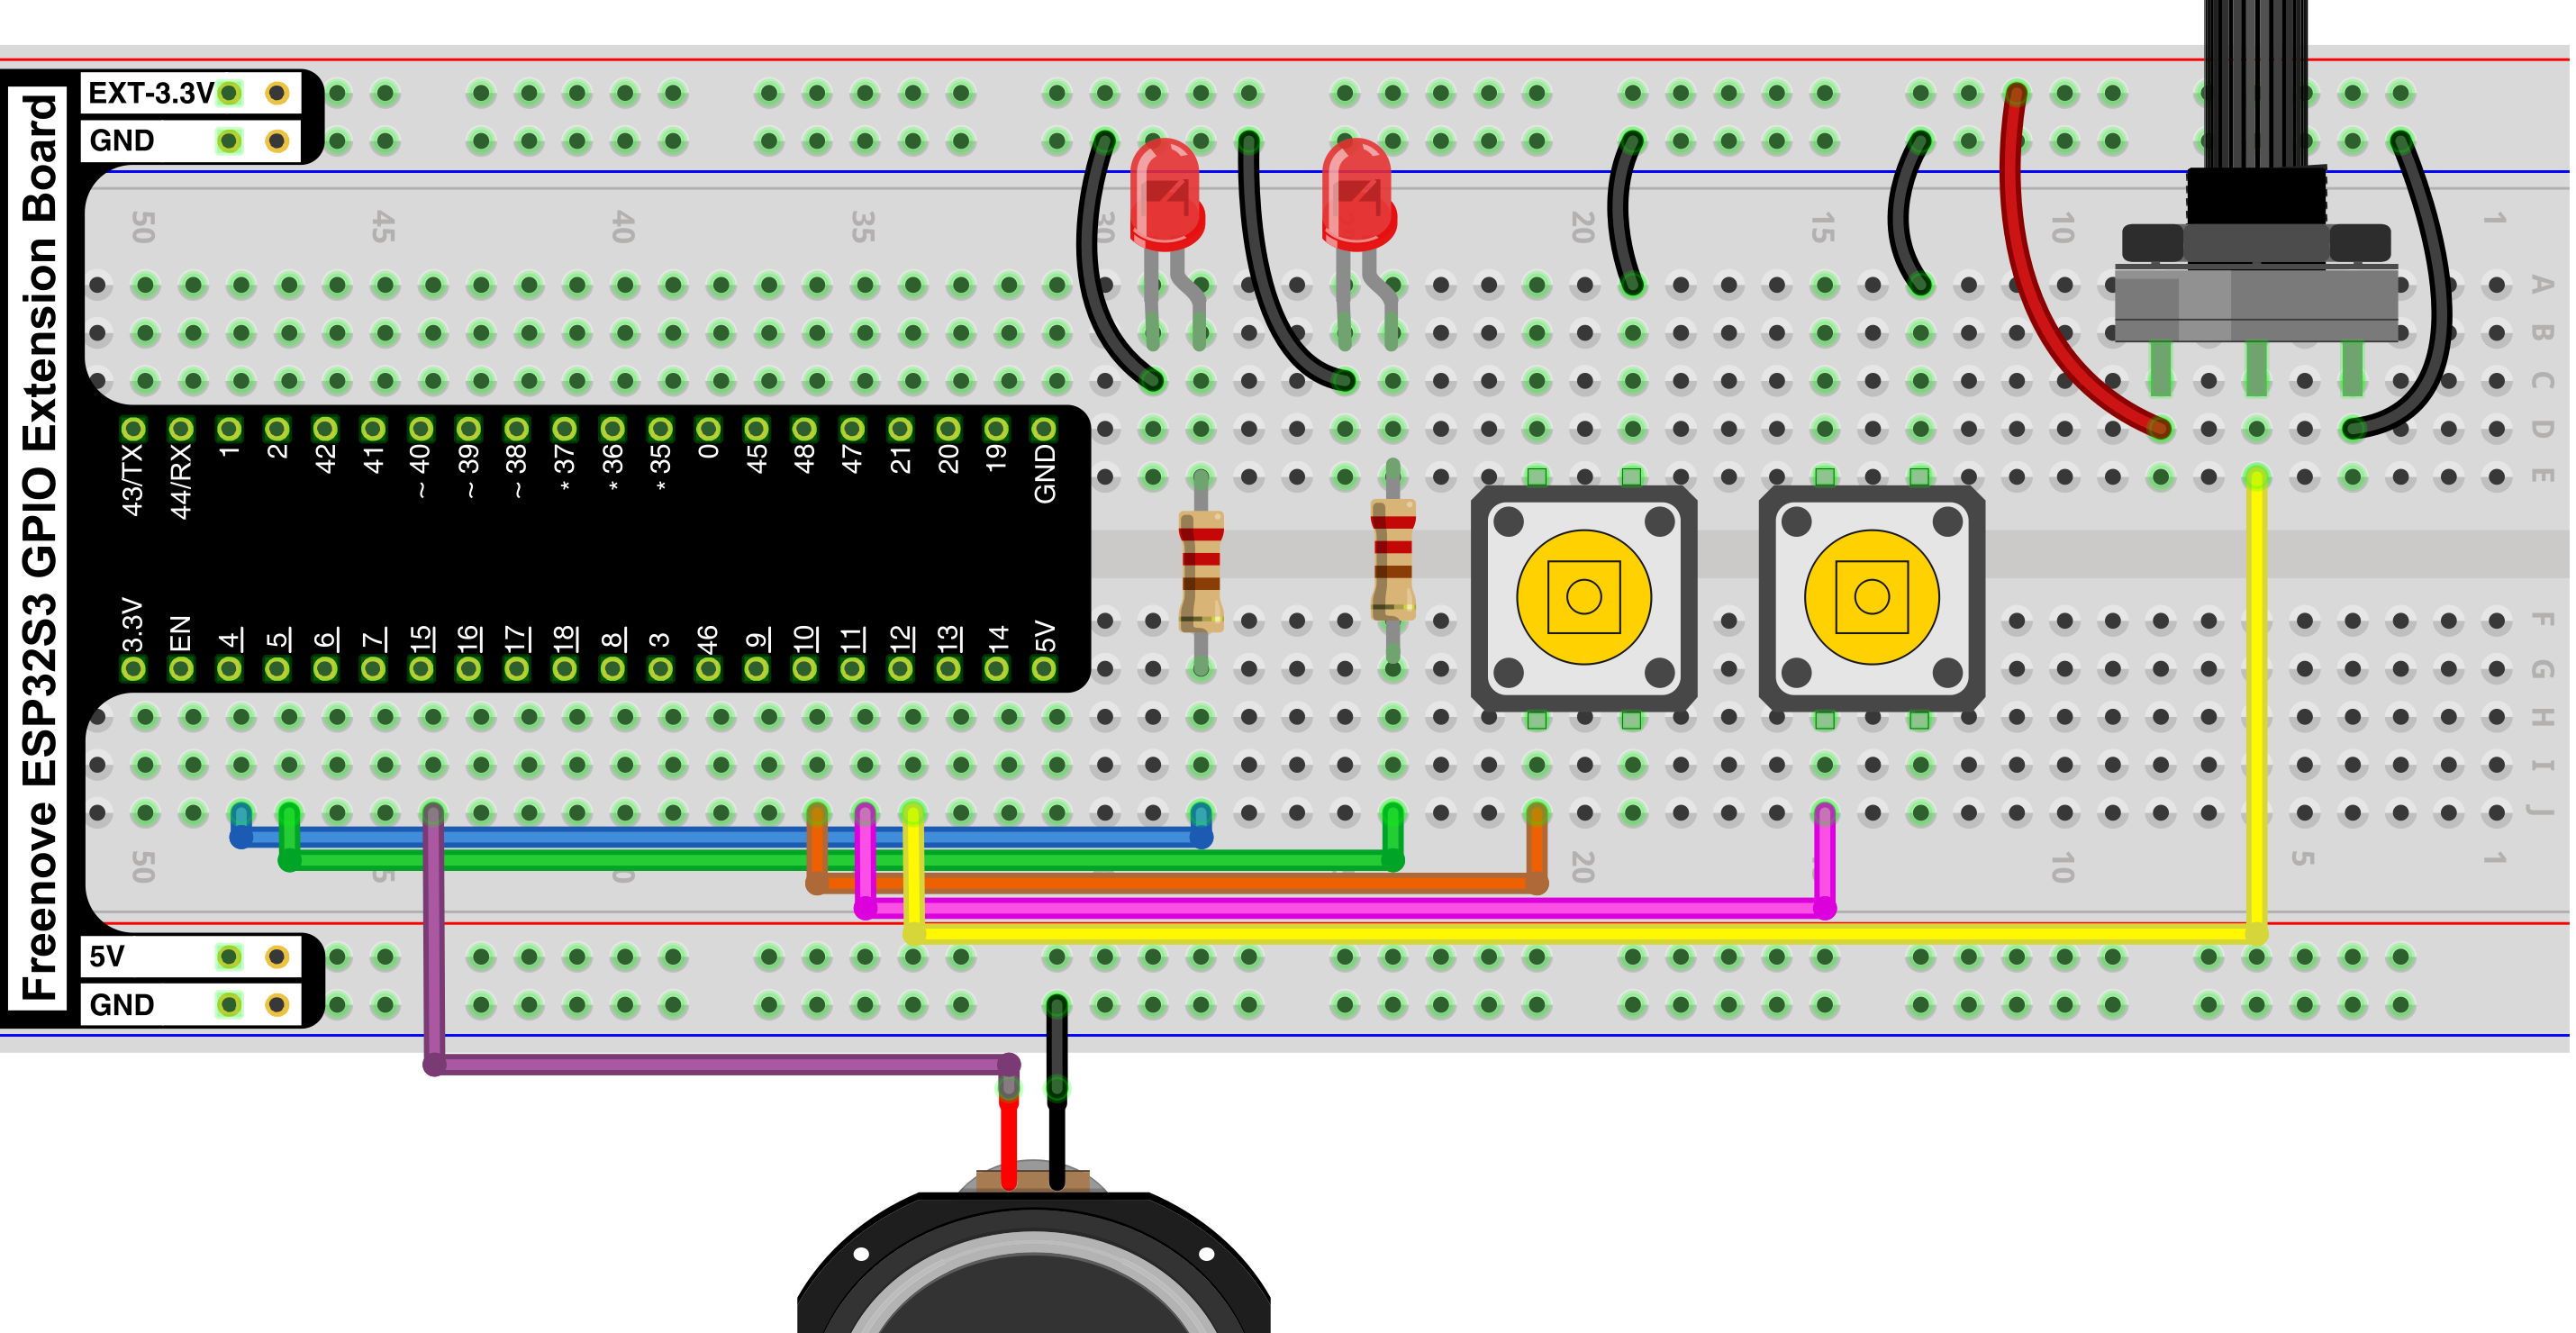 Freenove ESP32S3 GPIO Extension Board
EXT-3.3V
GND
50 45 40 35 30 20 15 10 1
A
B
C
D
E
43/TX 44/RX 1 2 42 41 ~ 40 ~ 39 ~ 38 * 37 * 36 * 35 0 45 48 47 21 20 19 GND
3.3V EN 4 5 6 7 15 16 17 18 8 3 46 9 10 11 12 13 14 5V
F
G
H
I
J
50 5 0 20 10 5 1
5V
GND